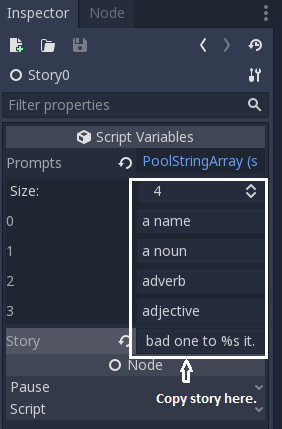 Inspector Node
Story0
Filter properties
Script Variables
Prompts PoolStringArray (s
Size: 4
0 a name
1 a noun
2 adverb
3 adjective
Story bad one to %s it.
Node
Pause
Script
Copy story here.